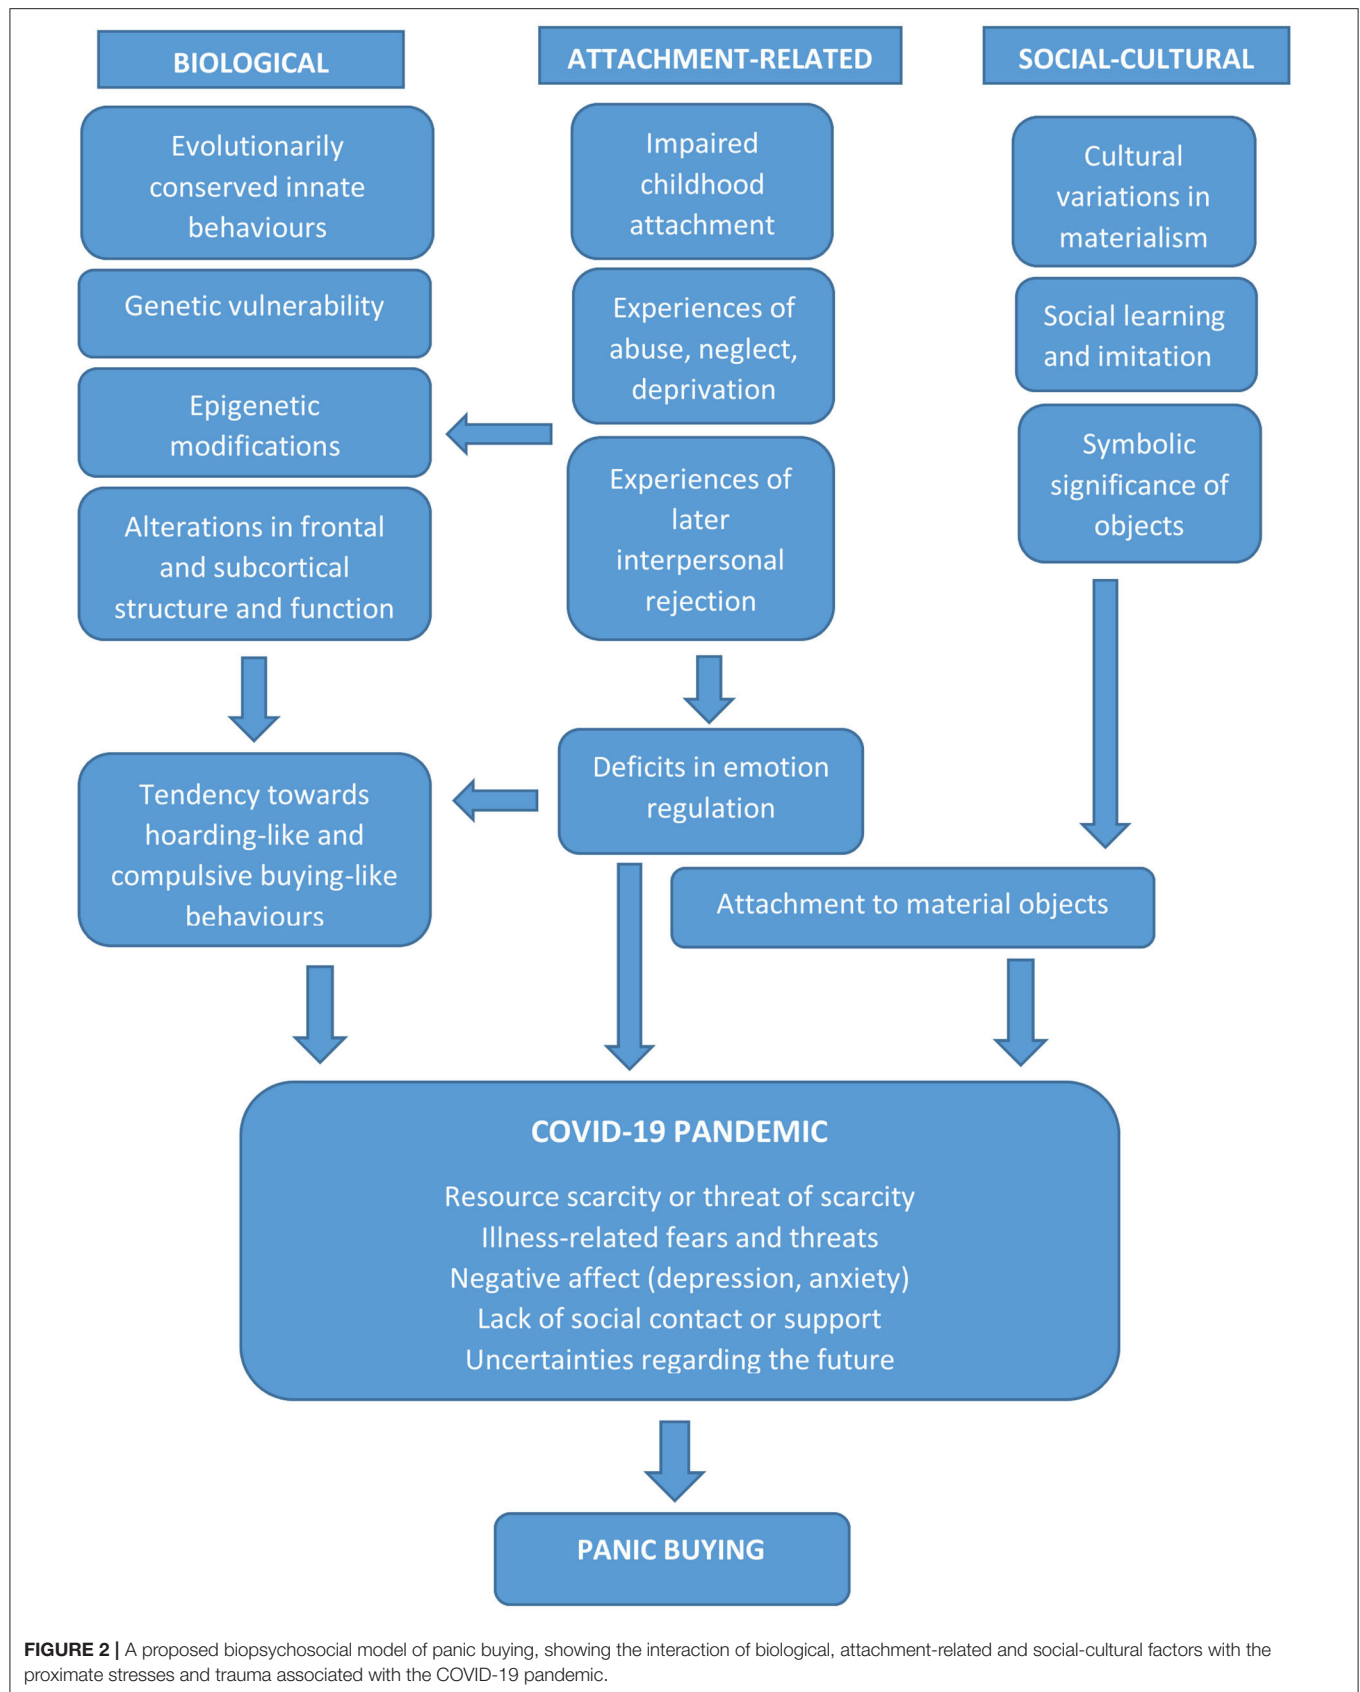 BIOLOGICAL
Evolutionarily
conserved innate
behaviours
Genetic vulnerability
Epigenetic
modifications
Alterations in frontal
and subcortical
structure and function
Tendency towards
hoarding-like and
compulsive buying-like
behaviours
ATTACHMENT-RELATED
Impaired
childhood
attachment
Experiences of
abuse, neglect,
deprivation
Experiences of
later
interpersonal
rejection
Deficits in emotion
regulation
SOCIAL-CULTURAL
Cultural
variations in
materialism
Social learning
and imitation
Symbolic
significance of
objects
Attachment to material objects
COVID-19 PANDEMIC
Resource scarcity or threat of scarcity
Illness-related fears and threats
Negative affect (depression, anxiety)
Lack of social contact or support
Uncertainties regarding the future
PANIC BUYING
FIGURE 2 | A proposed biopsychosocial model of panic buying, showing the interaction of biological, attachment-related and social-cultural factors with the
proximate stresses and trauma associated with the COVID-19 pandemic.